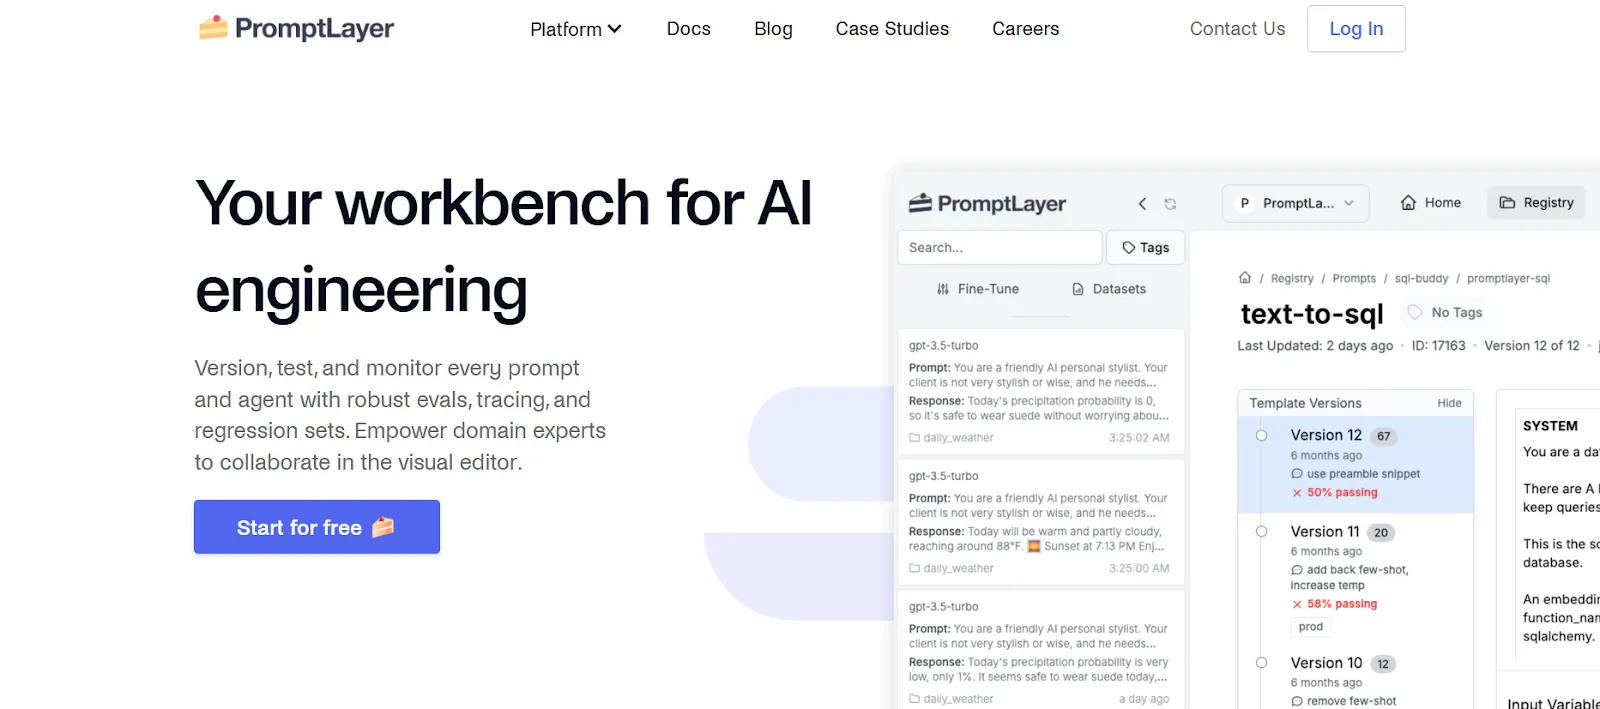 PromptLayer
Platform
Docs
Blog
Case Studies
Careers
Contact Us
Log In
Your workbench for AI
engineering
Version, test, and monitor every prompt
and agent with robust evals, tracing, and
regression sets. Empower domain experts
to collaborate in the visual editor.
Start for free
PromptLayer
P PromptLa...
Home
Registry
Search...
Tags
Fine-Tune
Datasets
gpt-3.5-turbo
Prompt: You are a friendly AI personal stylist. Your
client is not very stylish or wise, and he needs...
Response: Today's precipitation probability is 0,
so it's safe to wear suede without worrying abou...
daily_weather 3:25:02 AM
gpt-3.5-turbo
Prompt: You are a friendly AI personal stylist. Your
client is not very stylish or wise, and he needs...
Response: Today will be warm and partly cloudy,
reaching around 88°F. 🌇 Sunset at 7:13 PM Enj...
daily_weather 3:25:00 AM
gpt-3.5-turbo
Prompt: You are a friendly AI personal stylist. Your
client is not very stylish or wise, and he needs...
Response: Today's precipitation probability is very
low, only 1%. It seems safe to wear suede today,...
daily_weather a day ago
/ Registry / Prompts / sql-buddy / promptlayer-sql
text-to-sql
No Tags
Last Updated: 2 days ago • ID: 17163 • Version 12 of 12 •
Template Versions Hide
Version 12 67
6 months ago
use preamble snippet
× 50% passing
Version 11 20
6 months ago
add back few-shot,
increase temp
× 58% passing
prod
Version 10 12
6 months ago
remove few-shot
SYSTEM
You are a da
There are A
keep queries
This is the sc
database.
An embeddin
function_nam
sqlalchemy.
Input Variable